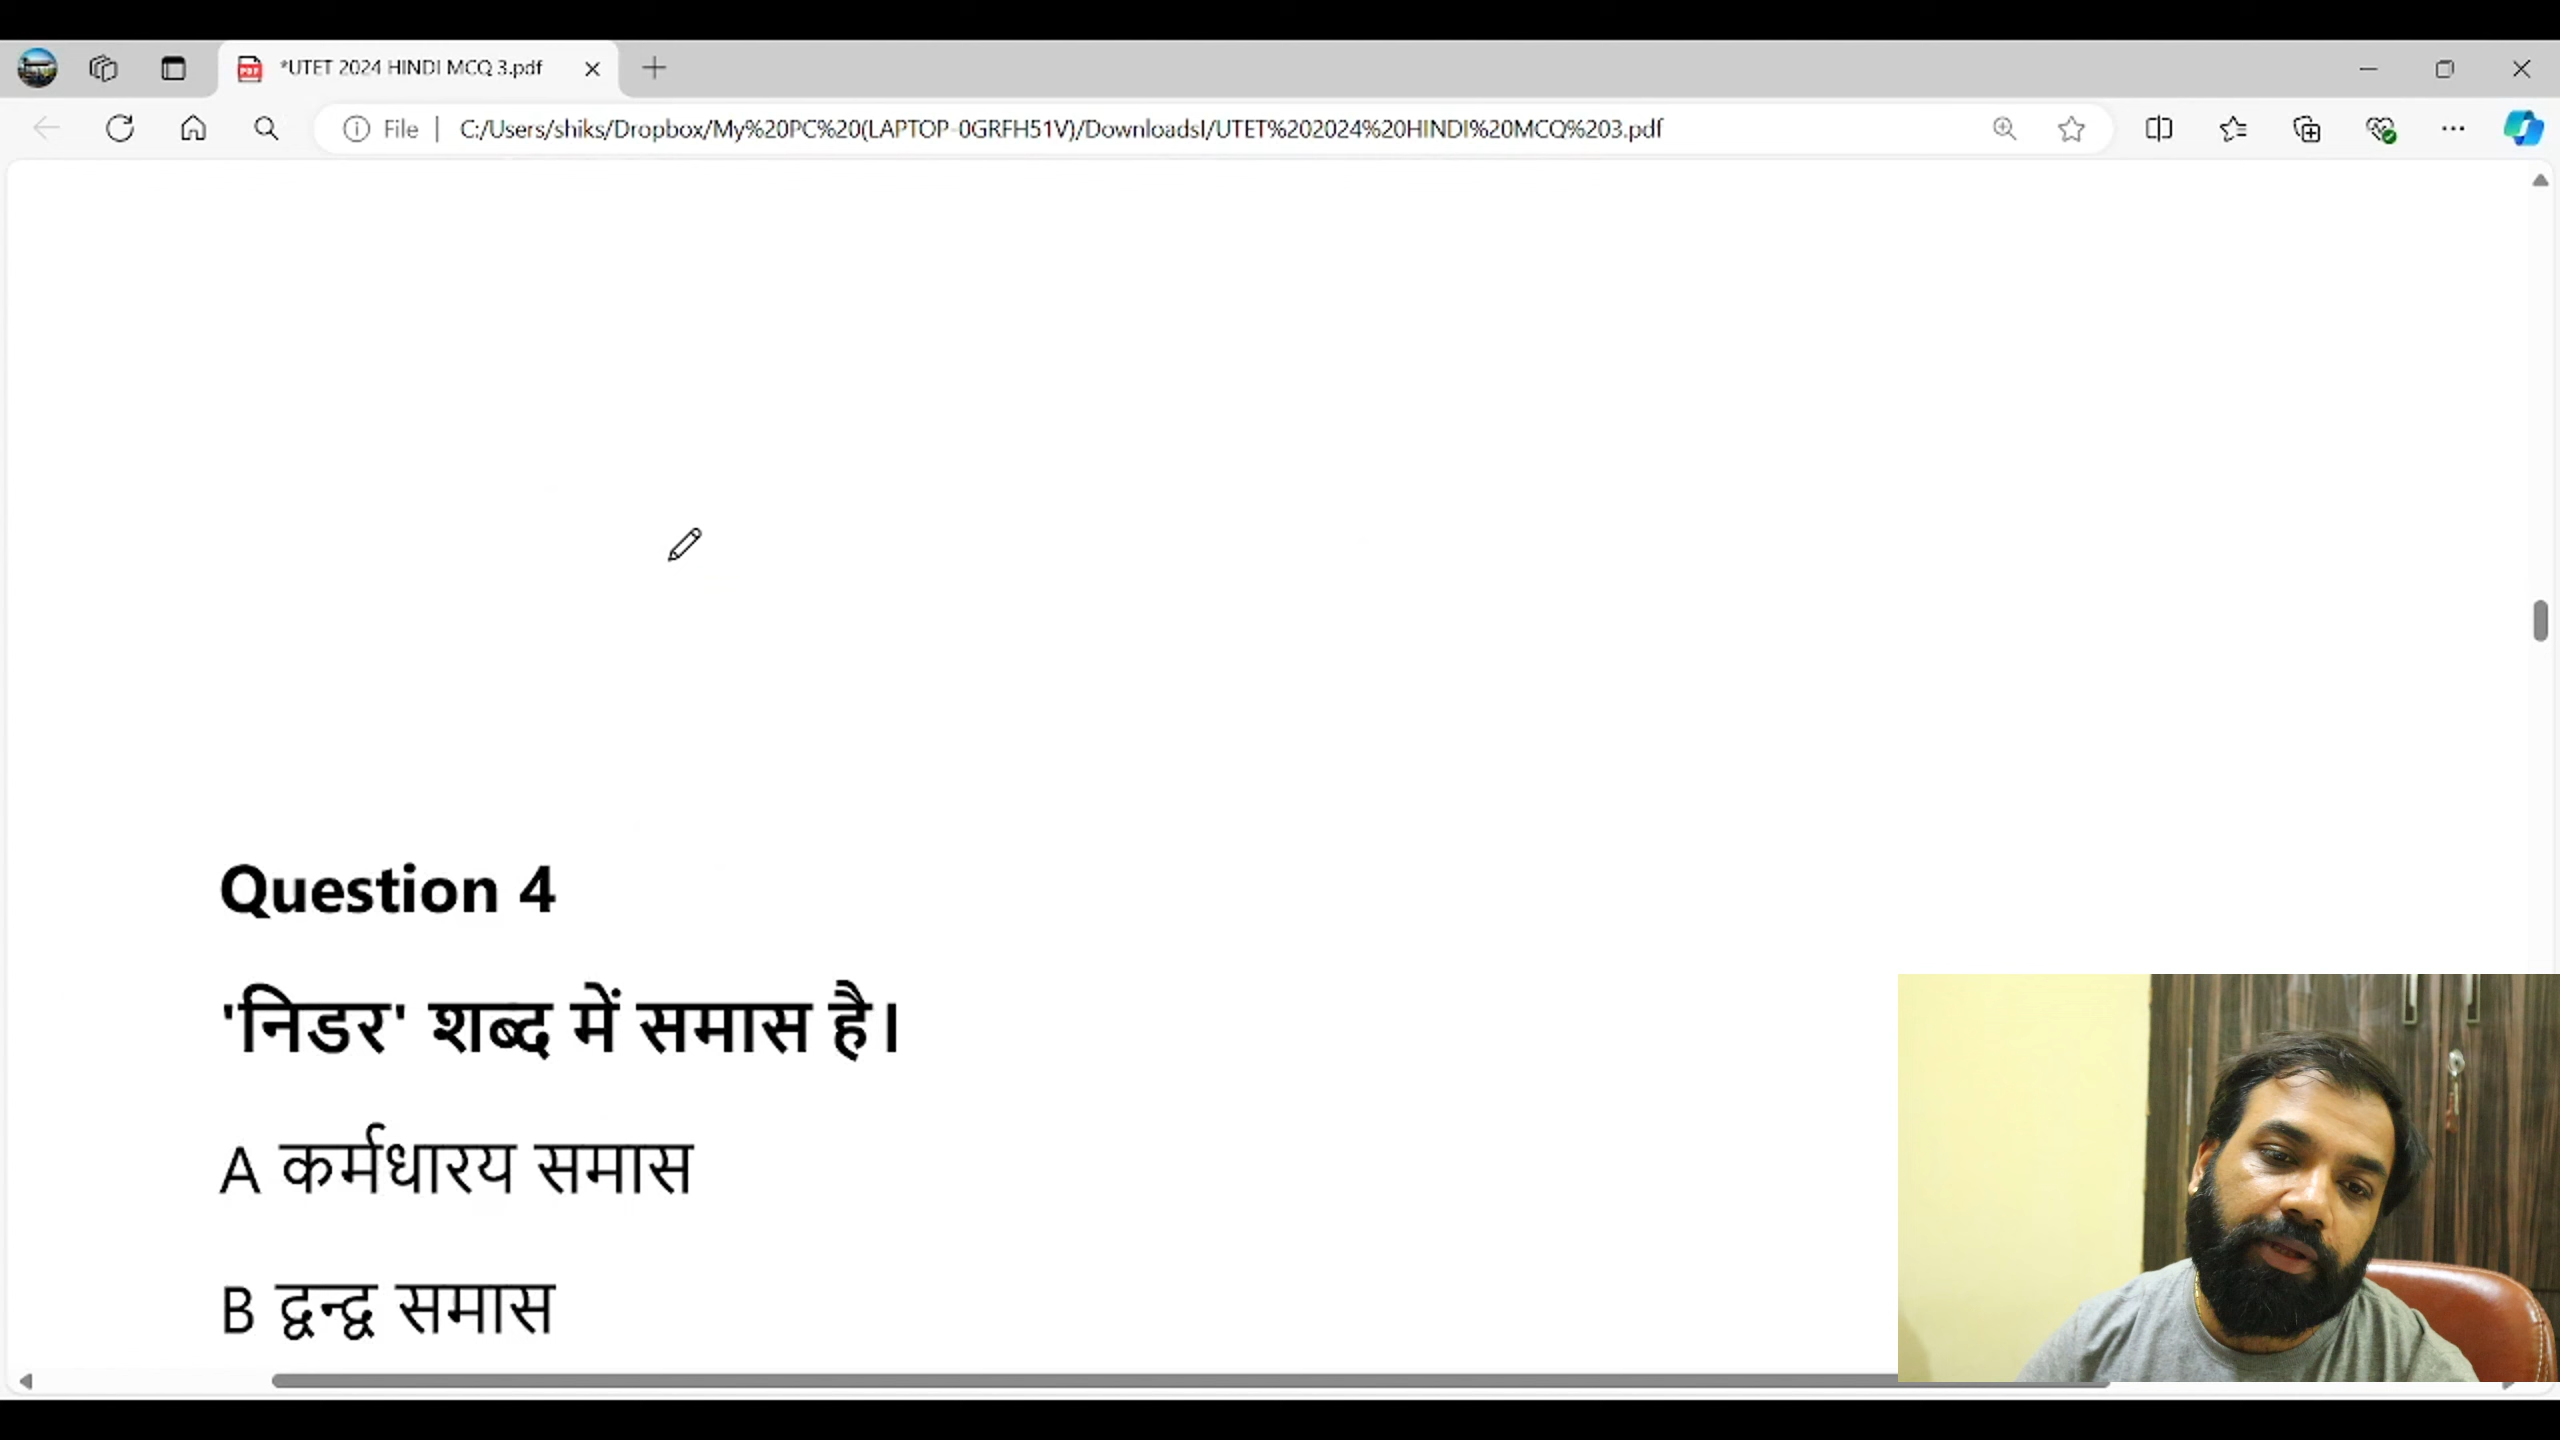 *UTET 2024 HINDI MCQ 3.pdf
File | C:/Users/shiks/Dropbox/My%20PC%20(LAPTOP-0GRFH51V)/DownloadsI/UTET%202024%20HINDI%20MCQ%203.pdf
Question 4
'निडर' शब्द में समास है।
A कर्मधारय समास
B द्वन्द्व समास